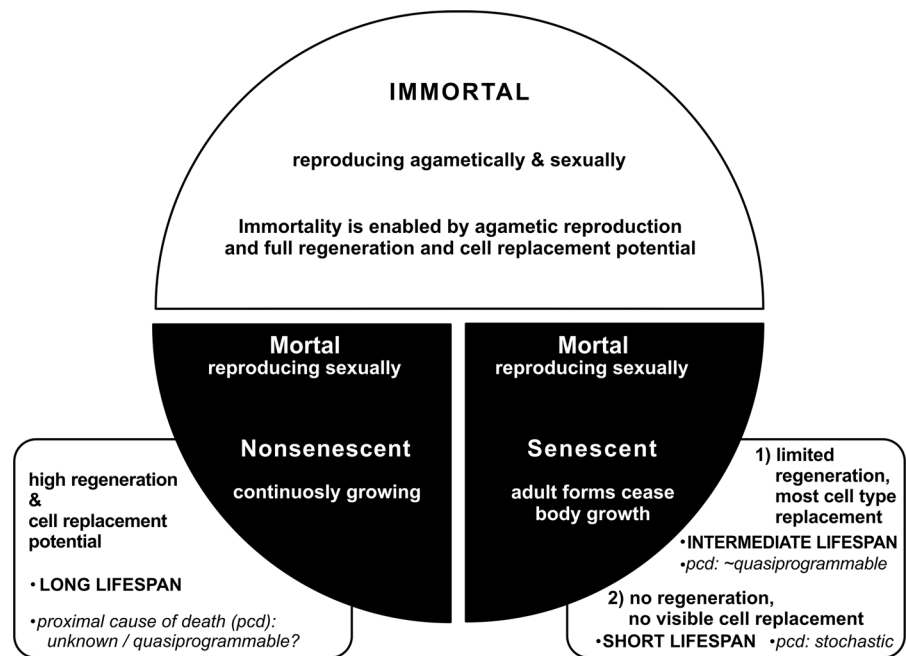 IMMORTAL
reproducing agametically & sexually
Immortality is enabled by agametic reproduction
and full regeneration and cell replacement potential
Mortal
reproducing sexually
Nonsenescent
continuosly growing
Mortal
reproducing sexually
Senescent
adult forms cease
body growth
high regeneration
&
cell replacement
potential
• LONG LIFESPAN
• proximal cause of death (pcd):
unknown / quasiprogrammable?
1) limited
regeneration,
most cell type
replacement
•INTERMEDIATE LIFESPAN
•pcd: ~quasiprogrammable
2) no regeneration,
no visible cell replacement
•SHORT LIFESPAN •pcd: stochastic